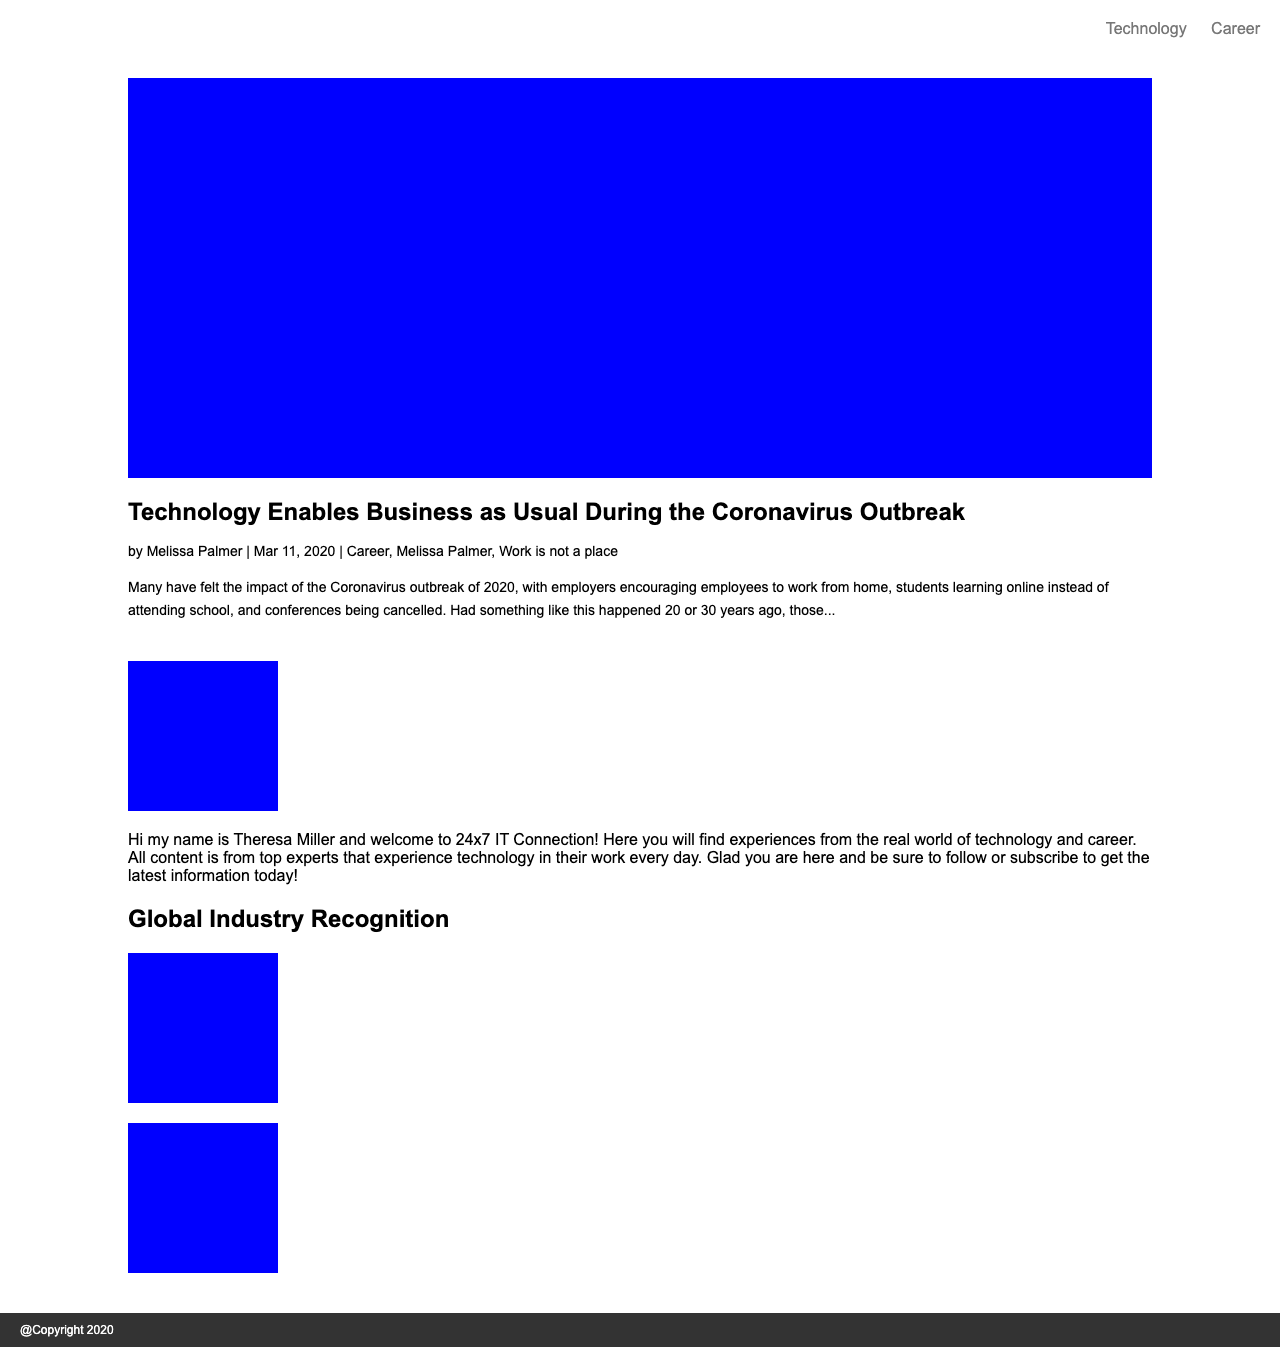 Technology Career
Technology Enables Business as Usual During the Coronavirus Outbreak
by Melissa Palmer | Mar 11, 2020 | Career, Melissa Palmer, Work is not a place
Many have felt the impact of the Coronavirus outbreak of 2020, with employers encouraging employees to work from home, students learning online instead of
attending school, and conferences being cancelled. Had something like this happened 20 or 30 years ago, those...
Hi my name is Theresa Miller and welcome to 24x7 IT Connection! Here you will find experiences from the real world of technology and career.
All content is from top experts that experience technology in their work every day. Glad you are here and be sure to follow or subscribe to get the
latest information today!
Global Industry Recognition
@Copyright 2020